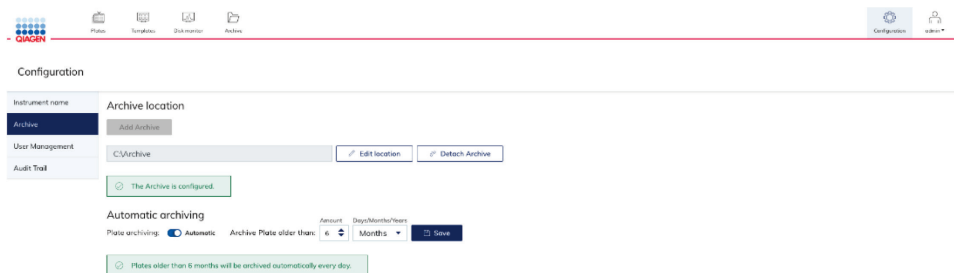 Plates Templates Disk monitor Archive Configuration admin
QIAGEN
Configuration
Instrument name
Archive
User Management
Audit Trail
Archive location
Add Archive
C:\Archive Edit location Detach Archive
The Archive is configured.
Automatic archiving
Amount Days/Months/Years
Plate archiving: Automatic Archive Plate older than: 6 Months Save
Plates older than 6 months will be archived automatically every day.